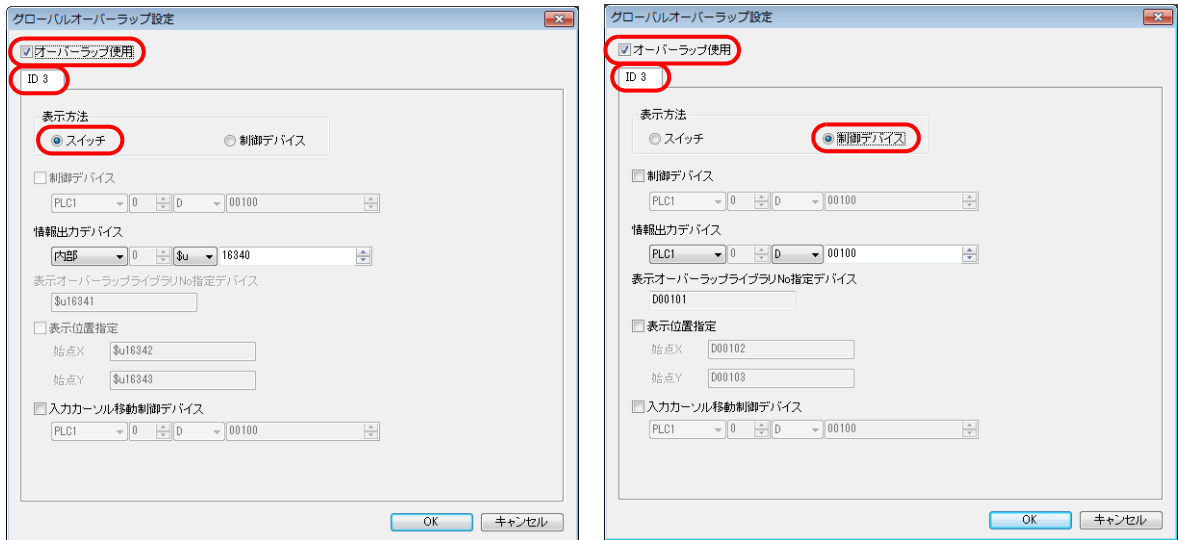 グローバルオーバーラップ設定
オーバーラップ使用
ID 3
表示方法
スイッチ 制御デバイス
制御デバイス
PLC1 0 D 00100
情報出力デバイス
内部 0 $u 16340
表示オーバーラップライブラリNo指定デバイス
$u16341
表示位置指定
始点X $u16342
始点Y $u16343
入力カーソル移動制御デバイス
PLC1 0 D 00100
OK キャンセル
グローバルオーバーラップ設定
オーバーラップ使用
ID 3
表示方法
スイッチ 制御デバイス
制御デバイス
PLC1 0 D 00100
情報出力デバイス
PLC1 0 D 00100
表示オーバーラップライブラリNo指定デバイス
D00101
表示位置指定
始点X D00102
始点Y D00103
入力カーソル移動制御デバイス
PLC1 0 D 00100
OK キャンセル